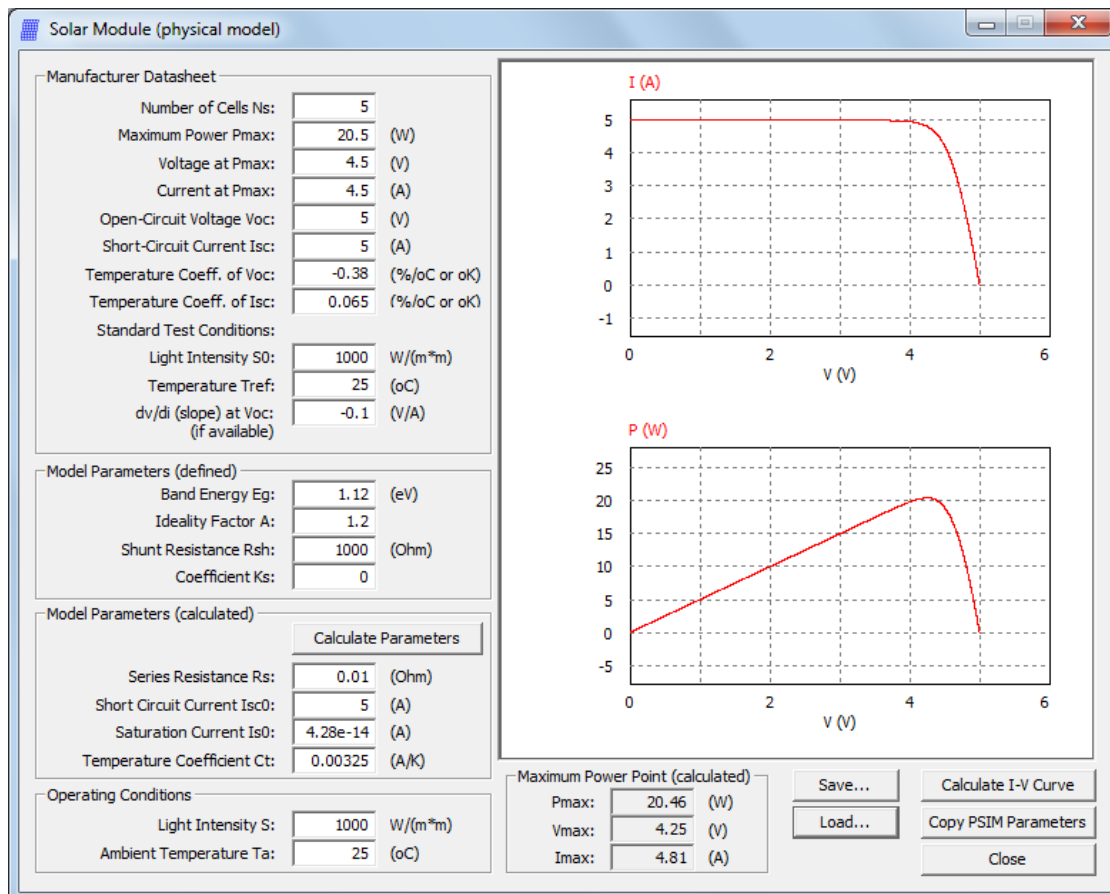 Solar Module (physical model)
Manufacturer Datasheet
Number of Cells Ns: 5
Maximum Power Pmax: 20.5 (W)
Voltage at Pmax: 4.5 (V)
Current at Pmax: 4.5 (A)
Open-Circuit Voltage Voc: 5 (V)
Short-Circuit Current Isc: 5 (A)
Temperature Coeff. of Voc: -0.38 (%/oC or oK)
Temperature Coeff. of Isc: 0.065 (%/oC or oK)
Standard Test Conditions:
Light Intensity S0: 1000 W/(m*m)
Temperature Tref: 25 (oC)
dv/di (slope) at Voc: -0.1 (V/A)
(if available)
Model Parameters (defined)
Band Energy Eg: 1.12 (eV)
Ideality Factor A: 1.2
Shunt Resistance Rsh: 1000 (Ohm)
Coefficient Ks: 0
Model Parameters (calculated)
Calculate Parameters
Series Resistance Rs: 0.01 (Ohm)
Short Circuit Current Isc0: 5 (A)
Saturation Current Is0: 4.28e-14 (A)
Temperature Coefficient Ct: 0.00325 (A/K)
Operating Conditions
Light Intensity S: 1000 W/(m*m)
Ambient Temperature Ta: 25 (oC)
I (A)
5
4
3
2
1
0
-1
0 2 4 6
V (V)
P (W)
25
20
15
10
5
0
-5
0 2 4 6
V (V)
Maximum Power Point (calculated)
Pmax: 20.46 (W)
Vmax: 4.25 (V)
Imax: 4.81 (A)
Save... Calculate I-V Curve
Load... Copy PSIM Parameters
Close